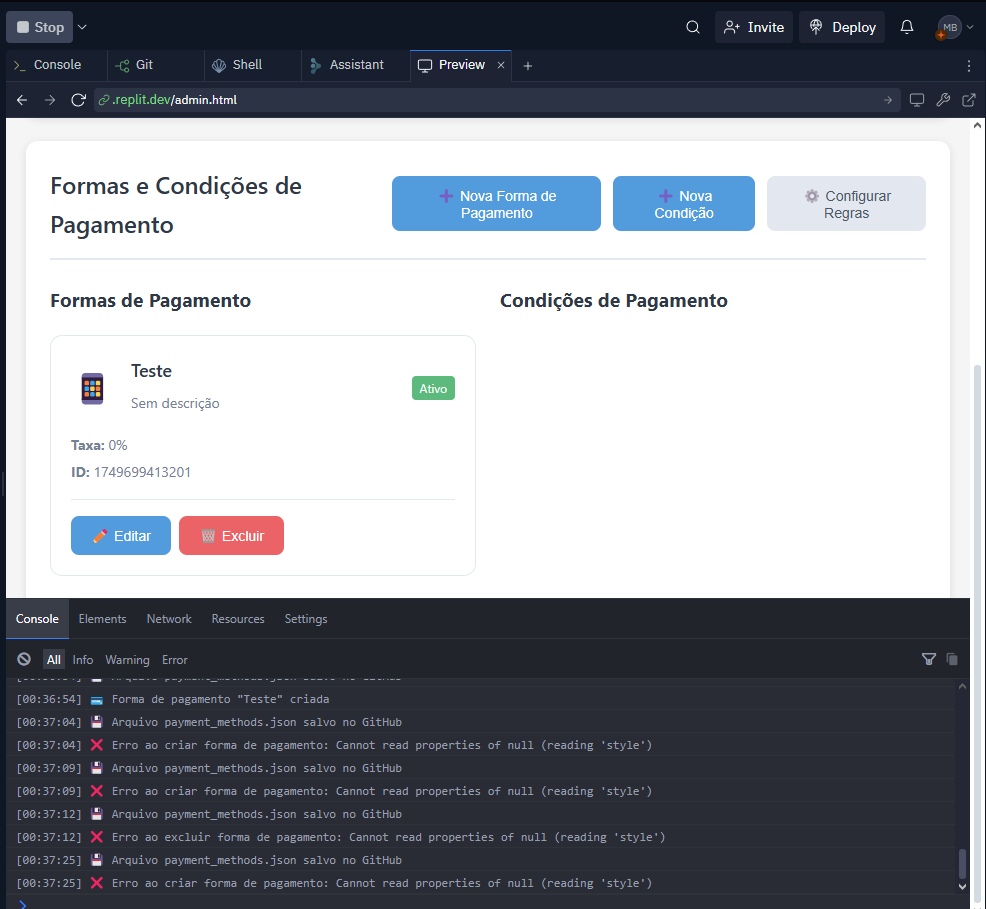 Stop
Invite
Deploy
MB
Console
Git
Shell
Assistant
Preview
.replit.dev/admin.html
Formas e Condições de
Pagamento
Nova Forma de
Pagamento
Nova
Condição
Configurar
Regras
Formas de Pagamento
Condições de Pagamento
Teste
Sem descrição
Ativo
Taxa: 0%
ID: 1749699413201
Editar
Excluir
Console
Elements
Network
Resources
Settings
All
Info
Warning
Error
[00:36:54] Forma de pagamento "Teste" criada
[00:37:04] Arquivo payment_methods.json salvo no GitHub
[00:37:04] Erro ao criar forma de pagamento: Cannot read properties of null (reading 'style')
[00:37:09] Arquivo payment_methods.json salvo no GitHub
[00:37:09] Erro ao criar forma de pagamento: Cannot read properties of null (reading 'style')
[00:37:12] Arquivo payment_methods.json salvo no GitHub
[00:37:12] Erro ao excluir forma de pagamento: Cannot read properties of null (reading 'style')
[00:37:25] Arquivo payment_methods.json salvo no GitHub
[00:37:25] Erro ao criar forma de pagamento: Cannot read properties of null (reading 'style')